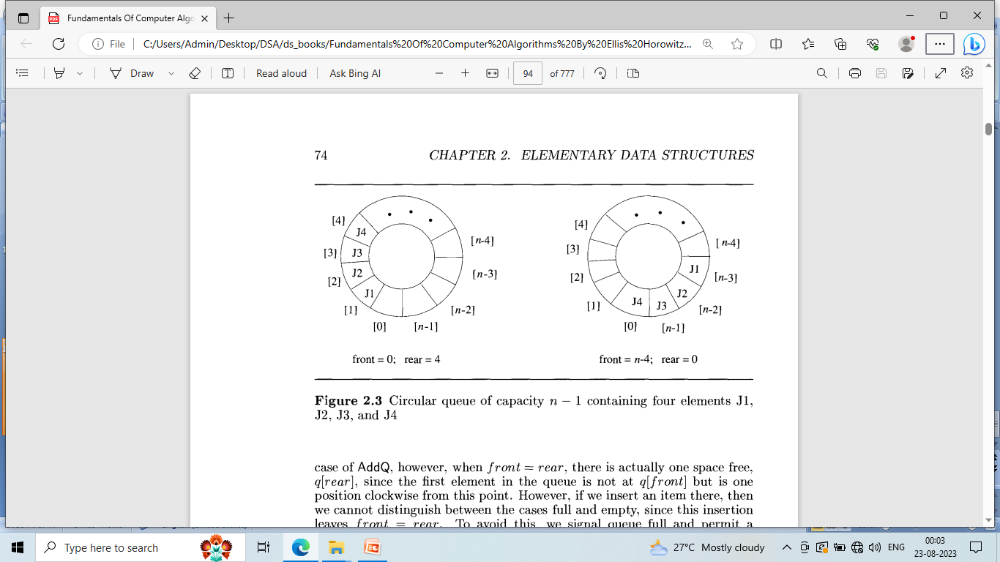 Fundamentals Of Computer Algo
File C:/Users/Admin/Desktop/DSA/ds_books/Fundamentals%20Of%20Computer%20Algorithms%20By%20Ellis%20Horowitz...
Draw Read aloud Ask Bing AI 94 of 777
74 CHAPTER 2. ELEMENTARY DATA STRUCTURES
[4] J4 [n-4]
[3] J3
[2] J2 [n-3]
[1] J1 [n-2]
[0] [n-1]
front = 0; rear = 4
[4] [n-4]
[3] J1
[2] [n-3]
[1] J4 J3 J2 [n-2]
[0] [n-1]
front = n-4; rear = 0
Figure 2.3 Circular queue of capacity n − 1 containing four elements J1,
J2, J3, and J4
case of AddQ, however, when front = rear, there is actually one space free,
q[rear], since the first element in the queue is not at q[front] but is one
position clockwise from this point. However, if we insert an item there, then
we cannot distinguish between the cases full and empty, since this insertion
leaves front = rear. To avoid this, we signal queue full and permit a
Type here to search 27°C Mostly cloudy ENG 00:03
23-08-2023